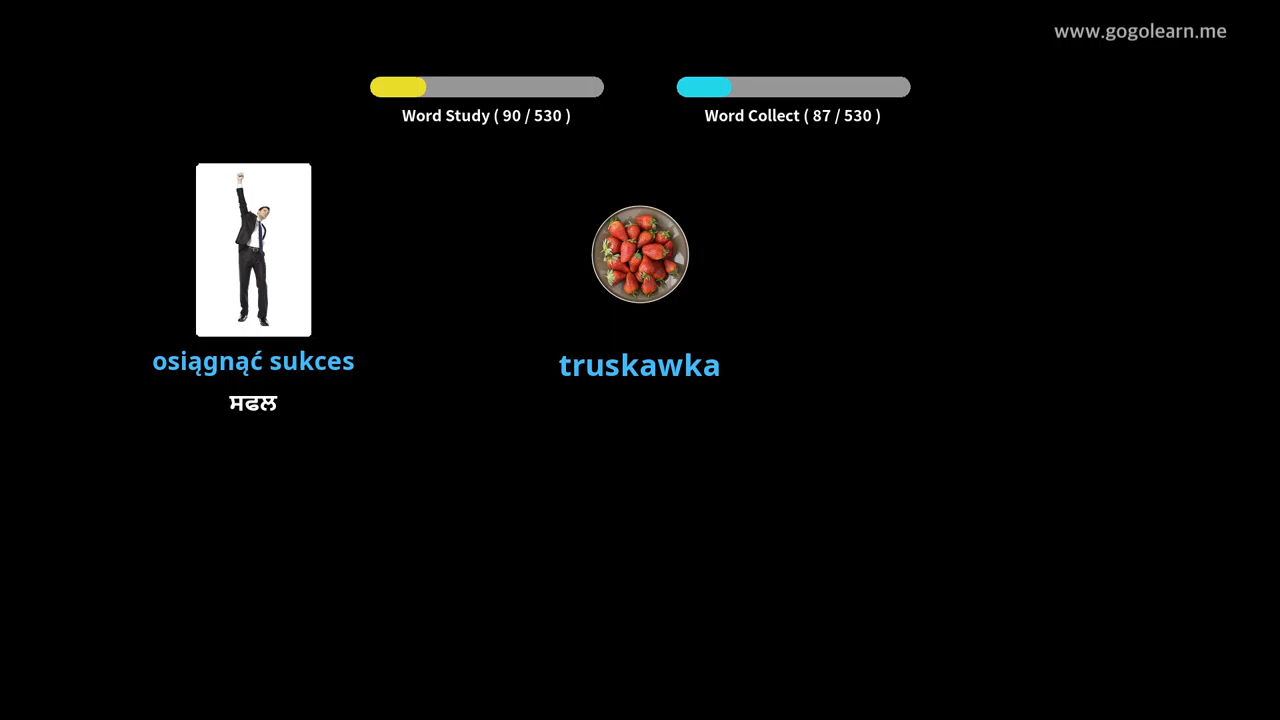 www.gogolearn.me
Word Study ( 90 / 530 )
Word Collect ( 87 / 530 )
osiągnąć sukces
ਸਫਲ
truskawka